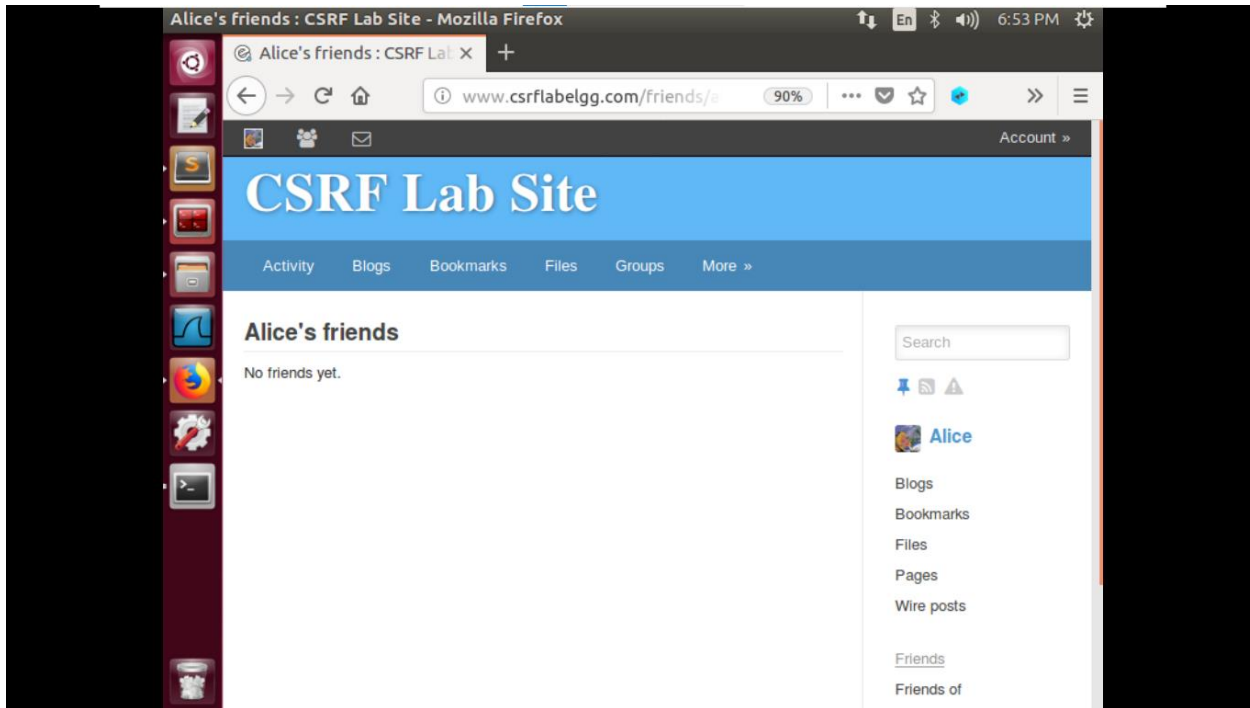 Alice's friends : CSRF Lab Site - Mozilla Firefox
En
6:53 PM
Alice's friends : CSRF Lab
www.csrflabelgg.com/friends/a
90%
Account »
CSRF Lab Site
Activity Blogs Bookmarks Files Groups More »
Alice's friends
No friends yet.
Search
Alice
Blogs
Bookmarks
Files
Pages
Wire posts
Friends
Friends of